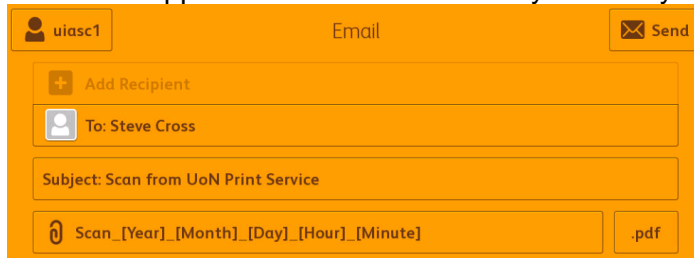 uiasc1
Email
Send
Add Recipient
To: Steve Cross
Subject: Scan from UoN Print Service
Scan_[Year]_[Month]_[Day]_[Hour]_[Minute]
.pdf